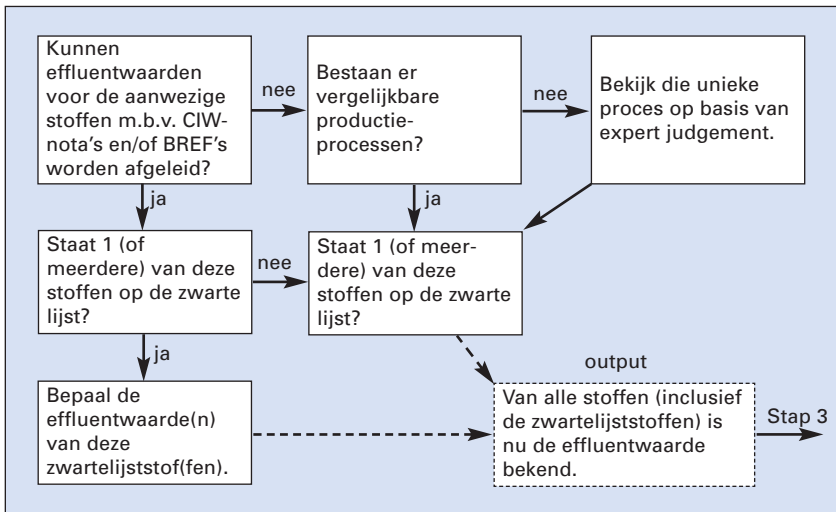 Kunnen
effluentwaarden
voor de aanwezige
stoffen m.b.v. CIW-
nota's en/of BREF's
worden afgeleid?
nee
Bestaan er
vergelijkbare
productie-
processen?
nee
Bekijk die unieke
proces op basis van
expert judgement.
ja
ja
Staat 1 (of
meerdere) van deze
stoffen op de zwarte
lijst?
nee
Staat 1 (of meer-
dere) van deze
stoffen op de zwarte
lijst?
ja
output
Bepaal de
effluentwaarde(n)
van deze
zwartelijststof(fen).
Van alle stoffen (inclusief
de zwartelijststoffen) is
nu de effluentwaarde
bekend.
Stap 3